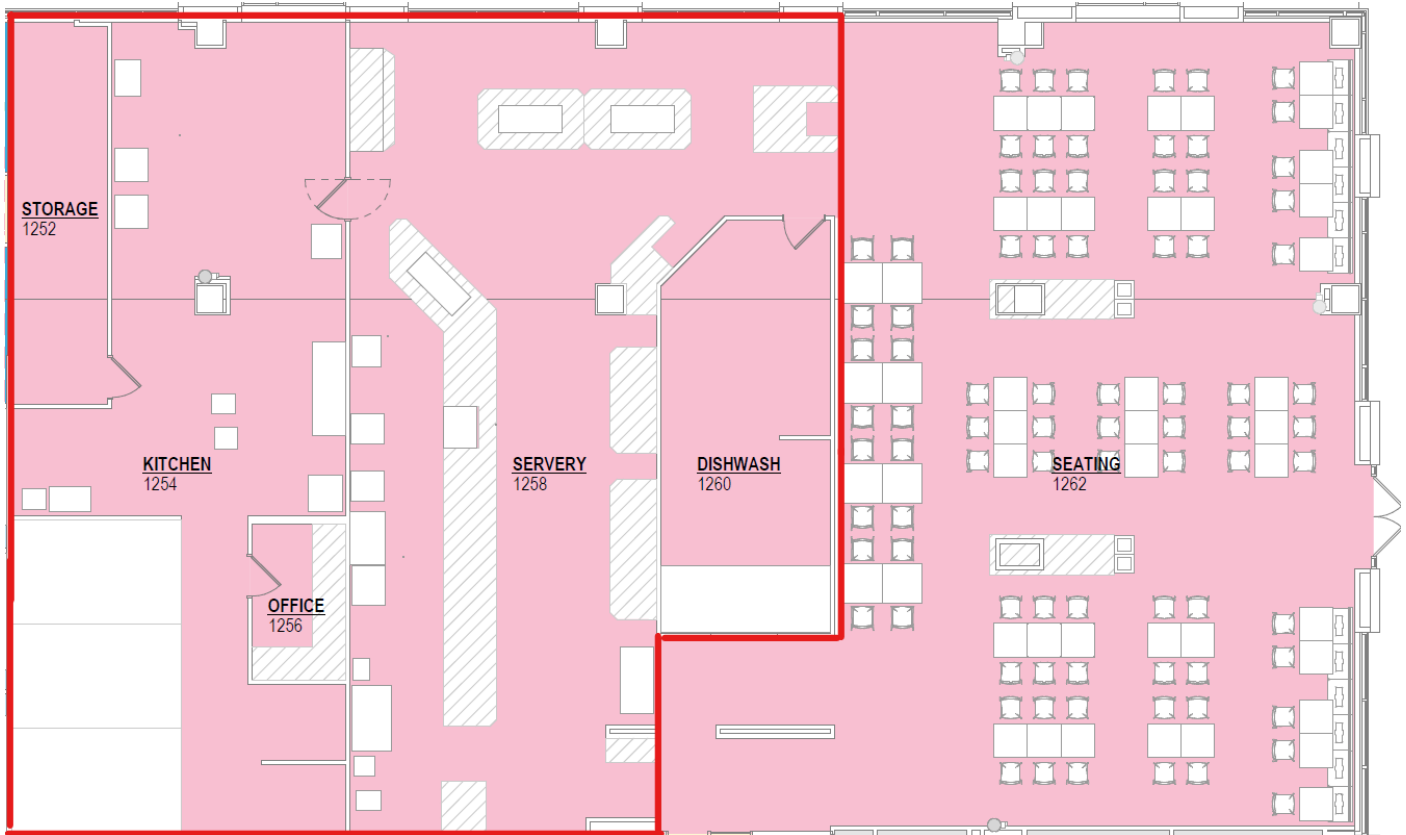 STORAGE
1252
KITCHEN
1254
SERVERY
1258
DISHWASH
1260
SEATING
1262
OFFICE
1256